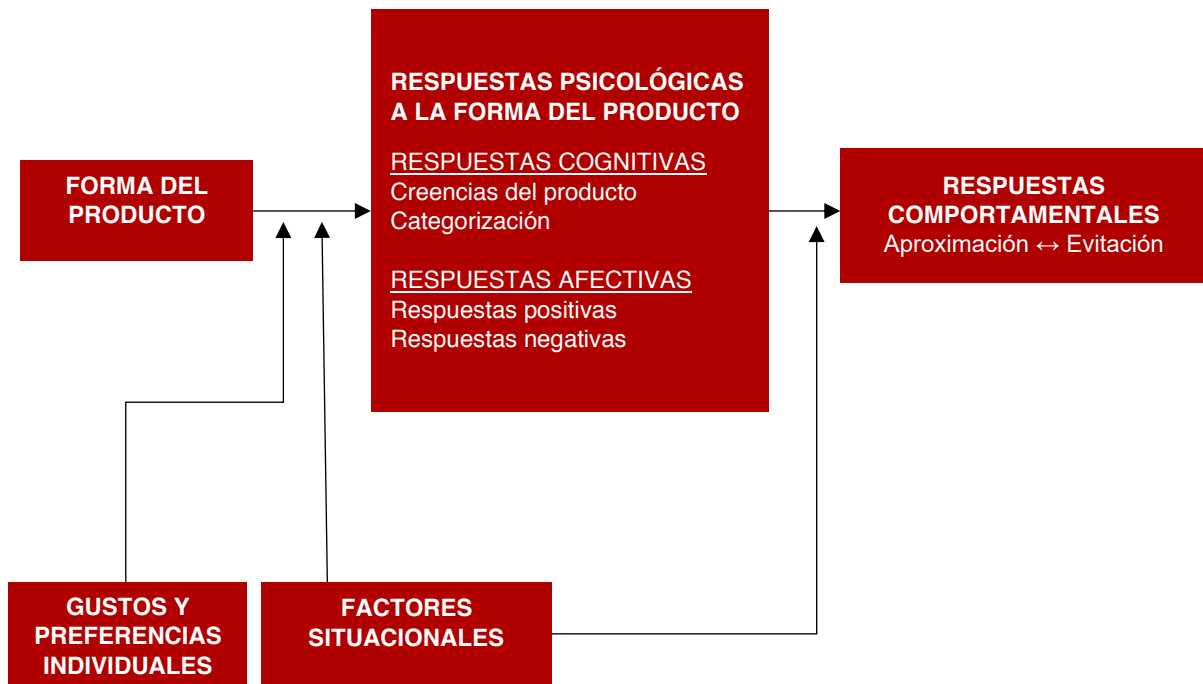 RESPUESTAS PSICOLÓGICAS
A LA FORMA DEL PRODUCTO
RESPUESTAS COGNITIVAS
Creencias del producto
Categorización
RESPUESTAS AFECTIVAS
Respuestas positivas
Respuestas negativas
FORMA DEL
PRODUCTO
RESPUESTAS
COMPORTAMENTALES
Aproximación ↔ Evitación
GUSTOS Y
PREFERENCIAS
INDIVIDUALES
FACTORES
SITUACIONALES